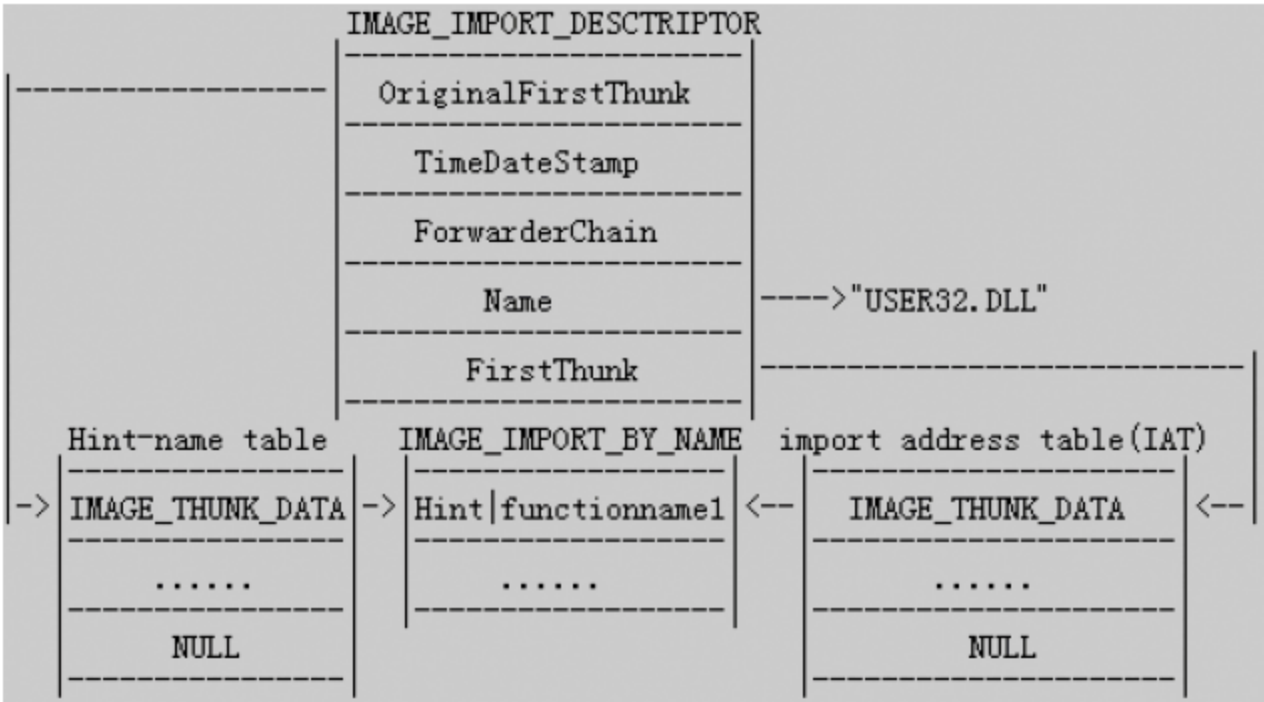 IMAGE_IMPORT_DESCTRIPTOR
OriginalFirstThunk
TimeDateStamp
ForwarderChain
Name ---->"USER32.DLL"
FirstThunk
Hint-name table IMAGE_IMPORT_BY_NAME import address table(IAT)
-> IMAGE_THUNK_DATA -> Hint|functionname1 <-- IMAGE_THUNK_DATA <--
...... ...... ......
NULL NULL